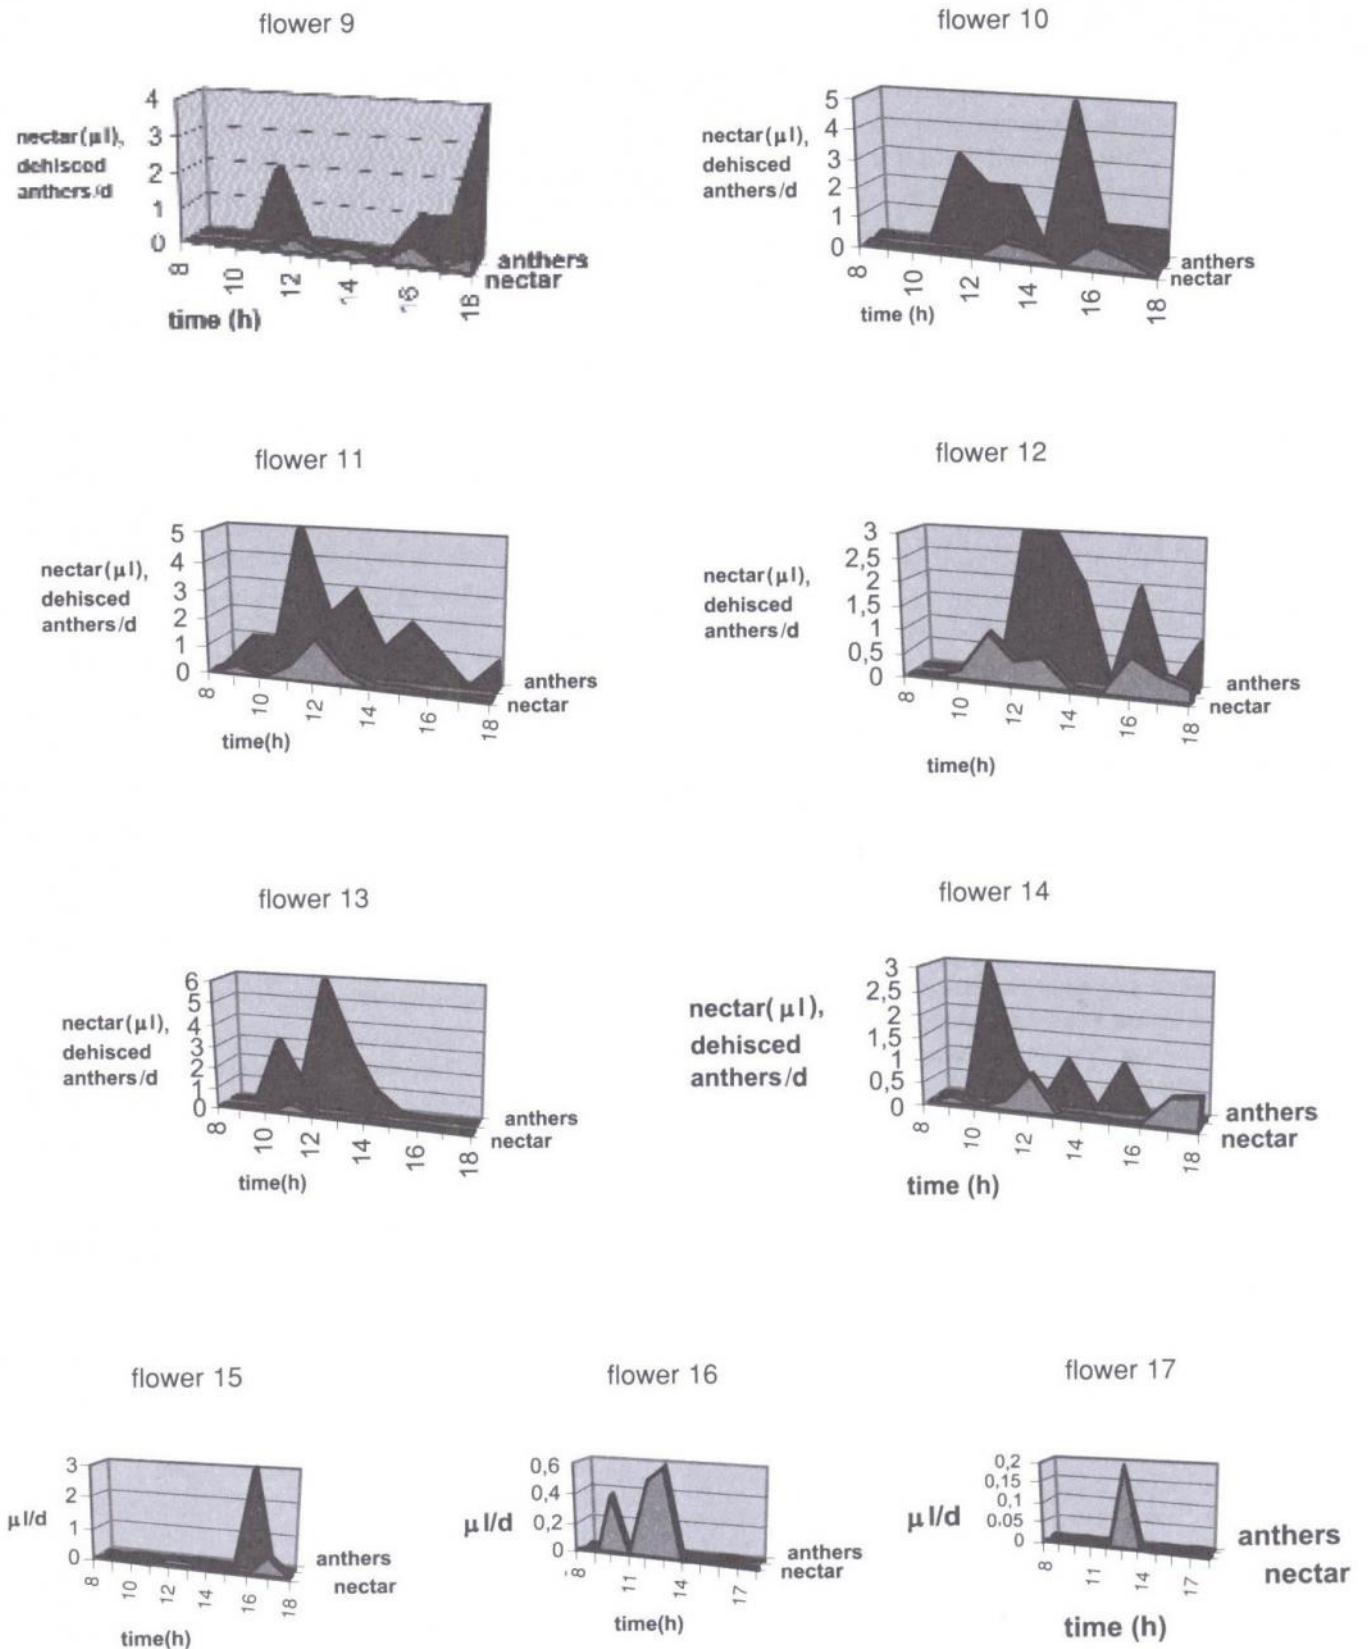 flower 9
4
3
2
1
0
nectar(μl),
dehisced
anthers/d
8
10
12
14
16
18
anthers
nectar
time (h)
flower 10
5
4
3
2
1
0
nectar(μl),
dehisced
anthers/d
8
10
12
14
16
18
anthers
nectar
time (h)
flower 11
5
4
3
2
1
0
nectar(μl),
dehisced
anthers/d
8
10
12
14
16
18
anthers
nectar
time(h)
flower 12
3
2,5
2
1,5
1
0,5
0
nectar(μl),
dehisced
anthers/d
8
10
12
14
16
18
anthers
nectar
time(h)
flower 13
6
5
4
3
2
1
0
nectar(μl),
dehisced
anthers/d
8
10
12
14
16
18
anthers
nectar
time(h)
flower 14
3
2,5
2
1,5
1
0,5
0
nectar(μl),
dehisced
anthers/d
8
10
12
14
16
18
anthers
nectar
time (h)
flower 15
3
2
1
0
μl/d
8
10
12
14
16
18
anthers
nectar
time(h)
flower 16
0,6
0,4
0,2
0
μl/d
8
11
14
17
anthers
nectar
time(h)
flower 17
0,2
0,15
0,1
0.05
0
μl/d
8
11
14
17
anthers
nectar
time (h)